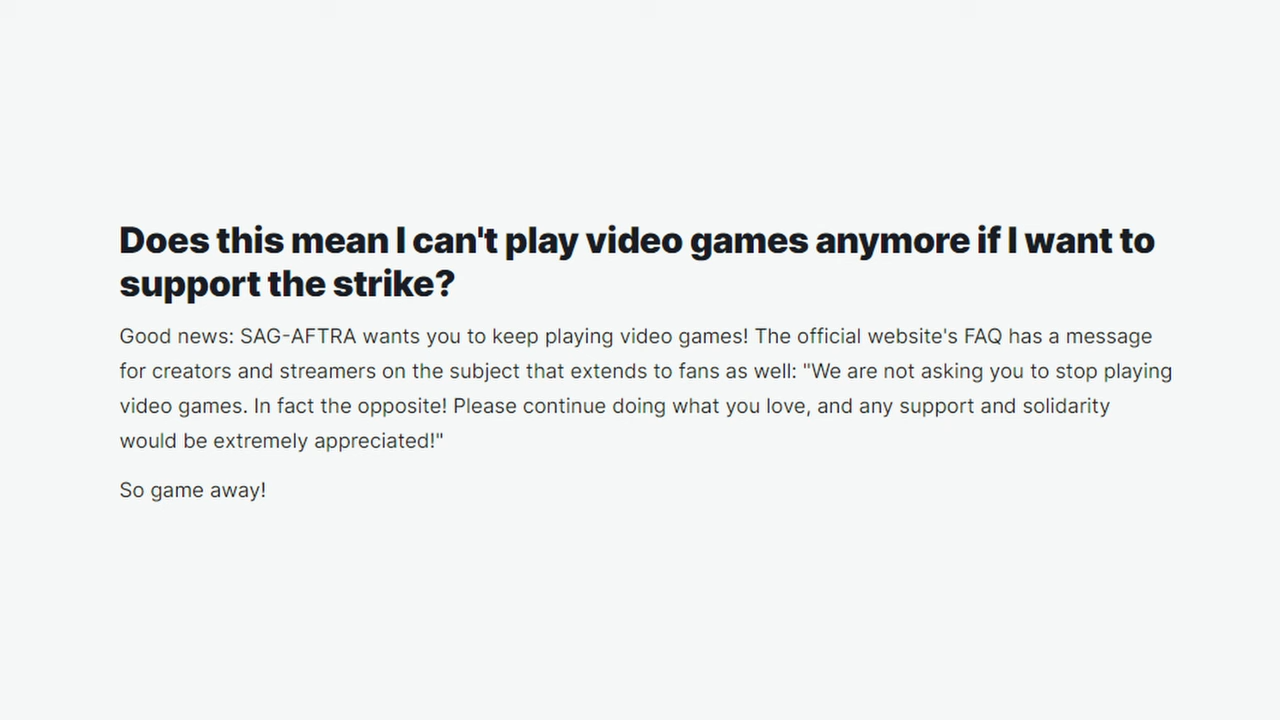 Does this mean I can't play video games anymore if I want to
support the strike?
Good news: SAG-AFTRA wants you to keep playing video games! The official website's FAQ has a message
for creators and streamers on the subject that extends to fans as well: "We are not asking you to stop playing
video games. In fact the opposite! Please continue doing what you love, and any support and solidarity
would be extremely appreciated!"
So game away!